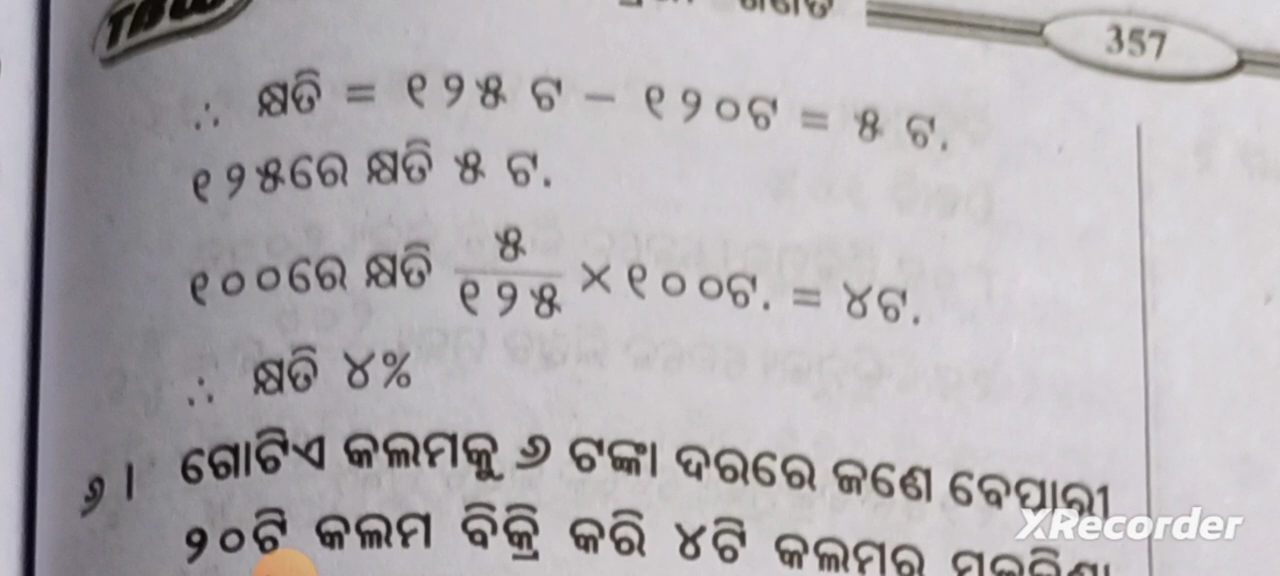 357
∴ କ୍ଷତି = ୧୨୫ ଟ – ୧୨୦ଟ = ୫ ଟ.
୧୨୫ରେ କ୍ଷତି ୫ ଟ.
୧୦୦ରେ କ୍ଷତି ୫/୧୨୫ × ୧୦୦ଟ. = ୪ଟ.
∴ କ୍ଷତି ୪%
୬। ଗୋଟିଏ କଲମକୁ ୬ ଟଙ୍କା ଦରରେ ଜଣେ ବେପାରୀ
୨୦ଟି କଲମ ବିକ୍ରି କରି ୪ଟି କଲମର
XRecorder